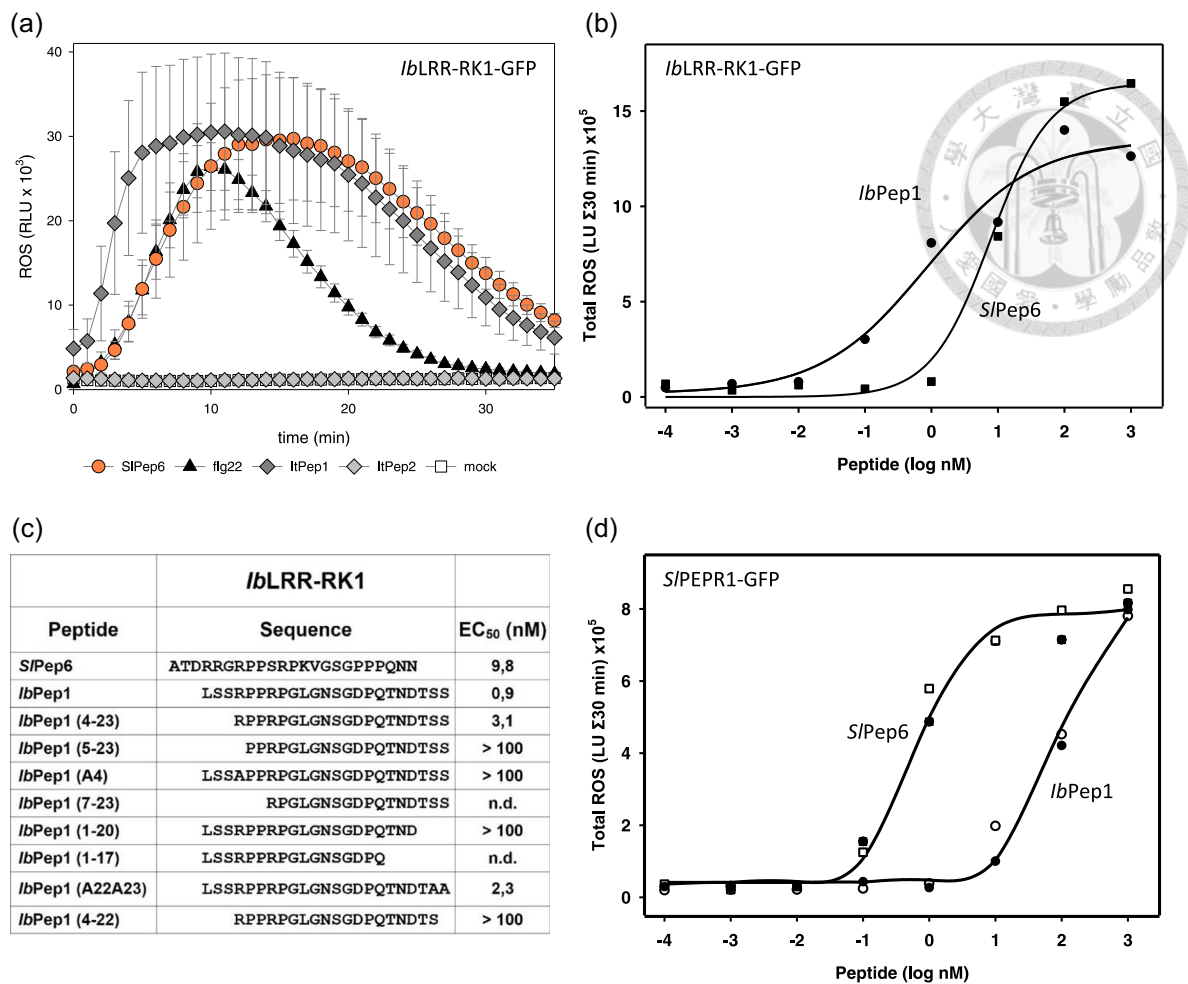 (a)
IbLRR-RK1-GFP
40
30
20
10
0
ROS (RLU x 10³)
0
10
20
30
time (min)
SlPep6 flg22 ItPep1 ItPep2 mock
(b)
IbLRR-RK1-GFP
15
10
5
0
Total ROS (LU Σ30 min) x10⁵
IbPep1
SlPep6
-4 -3 -2 -1 0 1 2 3
Peptide (log nM)
(c)
IbLRR-RK1
Peptide Sequence EC₅₀ (nM)
SlPep6 ATDRRGRPPSRPKVGSGPPPQNN 9,8
IbPep1 LSSRPPRPGLGNSGDPQTNDTSS 0,9
IbPep1 (4-23) RPPRPGLGNSGDPQTNDTSS 3,1
IbPep1 (5-23) PPRPGLGNSGDPQTNDTSS > 100
IbPep1 (A4) LSSAPPRPGLGNSGDPQTNDTSS > 100
IbPep1 (7-23) RPGLGNSGDPQTNDTSS n.d.
IbPep1 (1-20) LSSRPPRPGLGNSGDPQTND > 100
IbPep1 (1-17) LSSRPPRPGLGNSGDPQ n.d.
IbPep1 (A22A23) LSSRPPRPGLGNSGDPQTNDTAA 2,3
IbPep1 (4-22) RPPRPGLGNSGDPQTNDTS > 100
(d)
SlPEPR1-GFP
8
6
4
2
0
Total ROS (LU Σ30 min) x10⁵
SlPep6
IbPep1
-4 -3 -2 -1 0 1 2 3
Peptide (log nM)